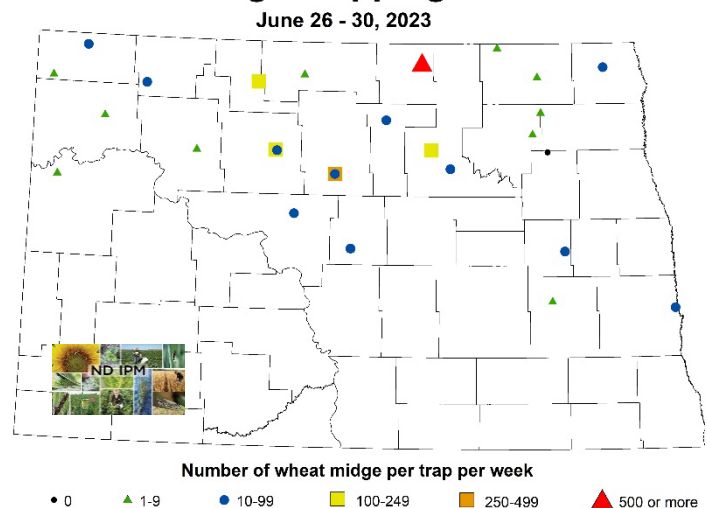 June 26 - 30, 2023
ND IPM
Number of wheat midge per trap per week
0 1-9 10-99 100-249 250-499 500 or more